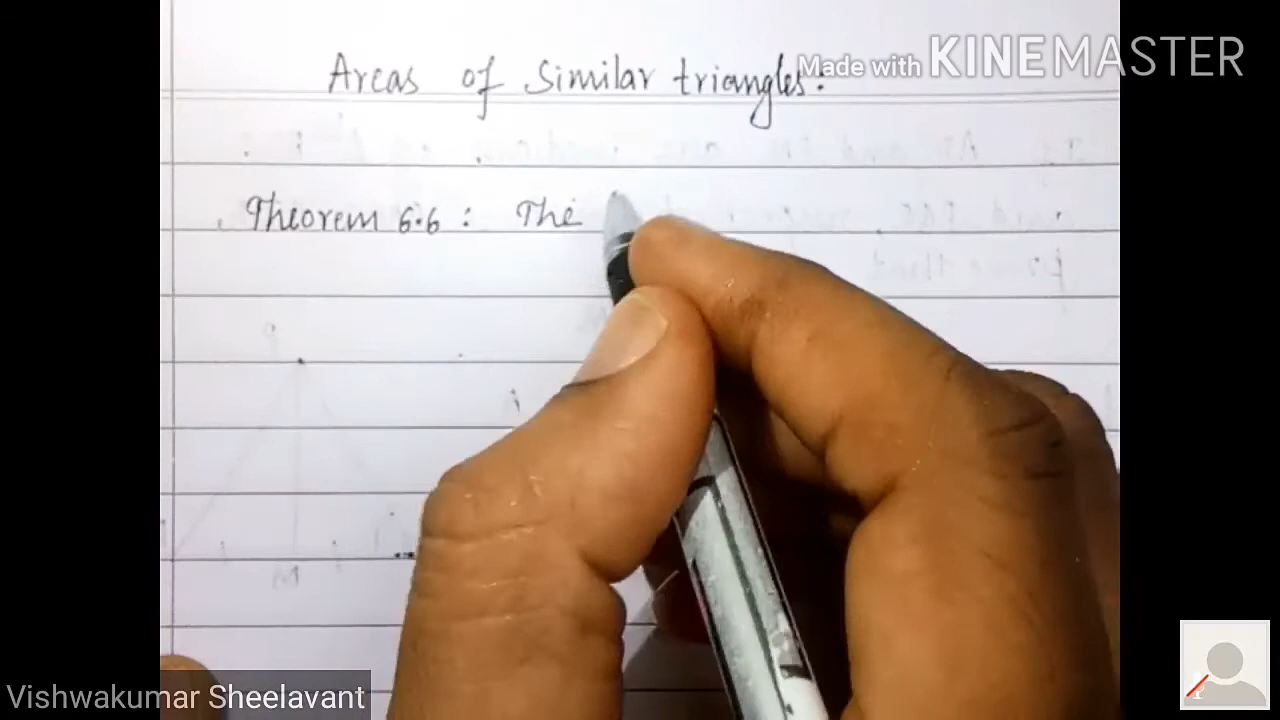 Made with KINEMASTER
Areas of Similar triangles:
Theorem 6.6 : The
M
Vishwakumar Sheelavant